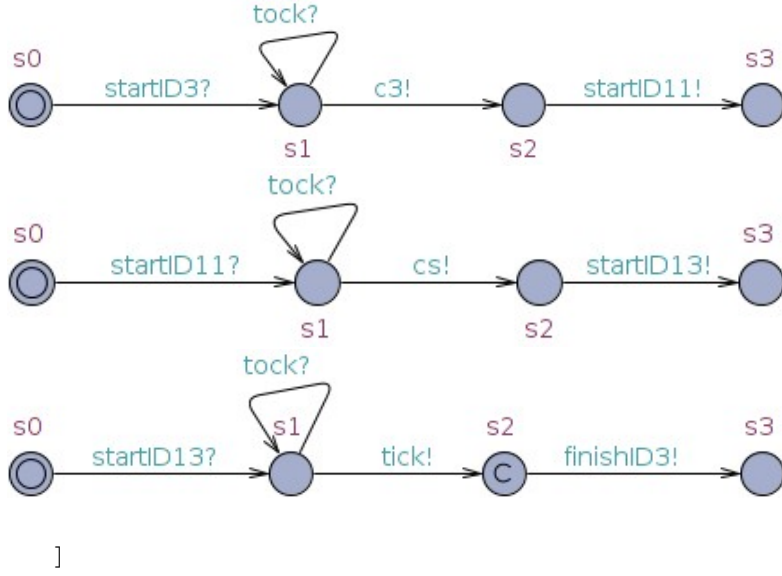 tock?
s0 s3
startID3? c3! startID11!
s1 s2
tock?
s0 s3
startID11? cs! startID13!
s1 s2
tock?
s0 s1 s2 s3
startID13? tick! finishID3!
C
]